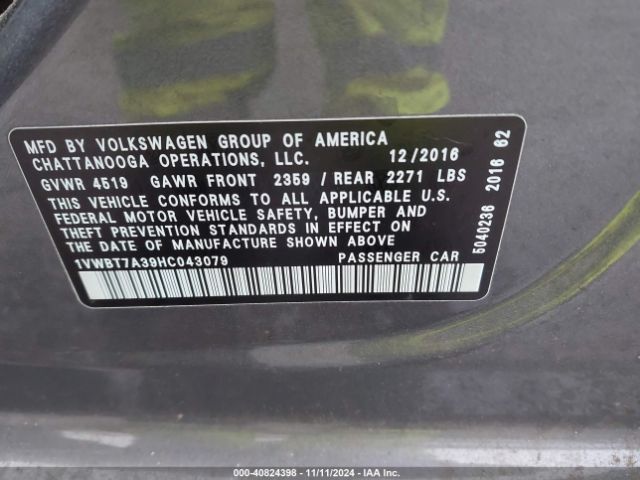 MFD BY VOLKSWAGEN GROUP OF AMERICA
CHATTANOOGA OPERATIONS, LLC. 12/2016
GVWR 4519 GAWR FRONT 2359 / REAR 2271 LBS
THIS VEHICLE CONFORMS TO ALL APPLICABLE U.S.
FEDERAL MOTOR VEHICLE SAFETY, BUMPER AND
THEFT PREVENTION STANDARDS IN EFFECT ON
THE DATE OF MANUFACTURE SHOWN ABOVE
1VWBT7A39HC043079 PASSENGER CAR
5040236 2016 62
000-40824398 - 11/11/2024 - IAA Inc.